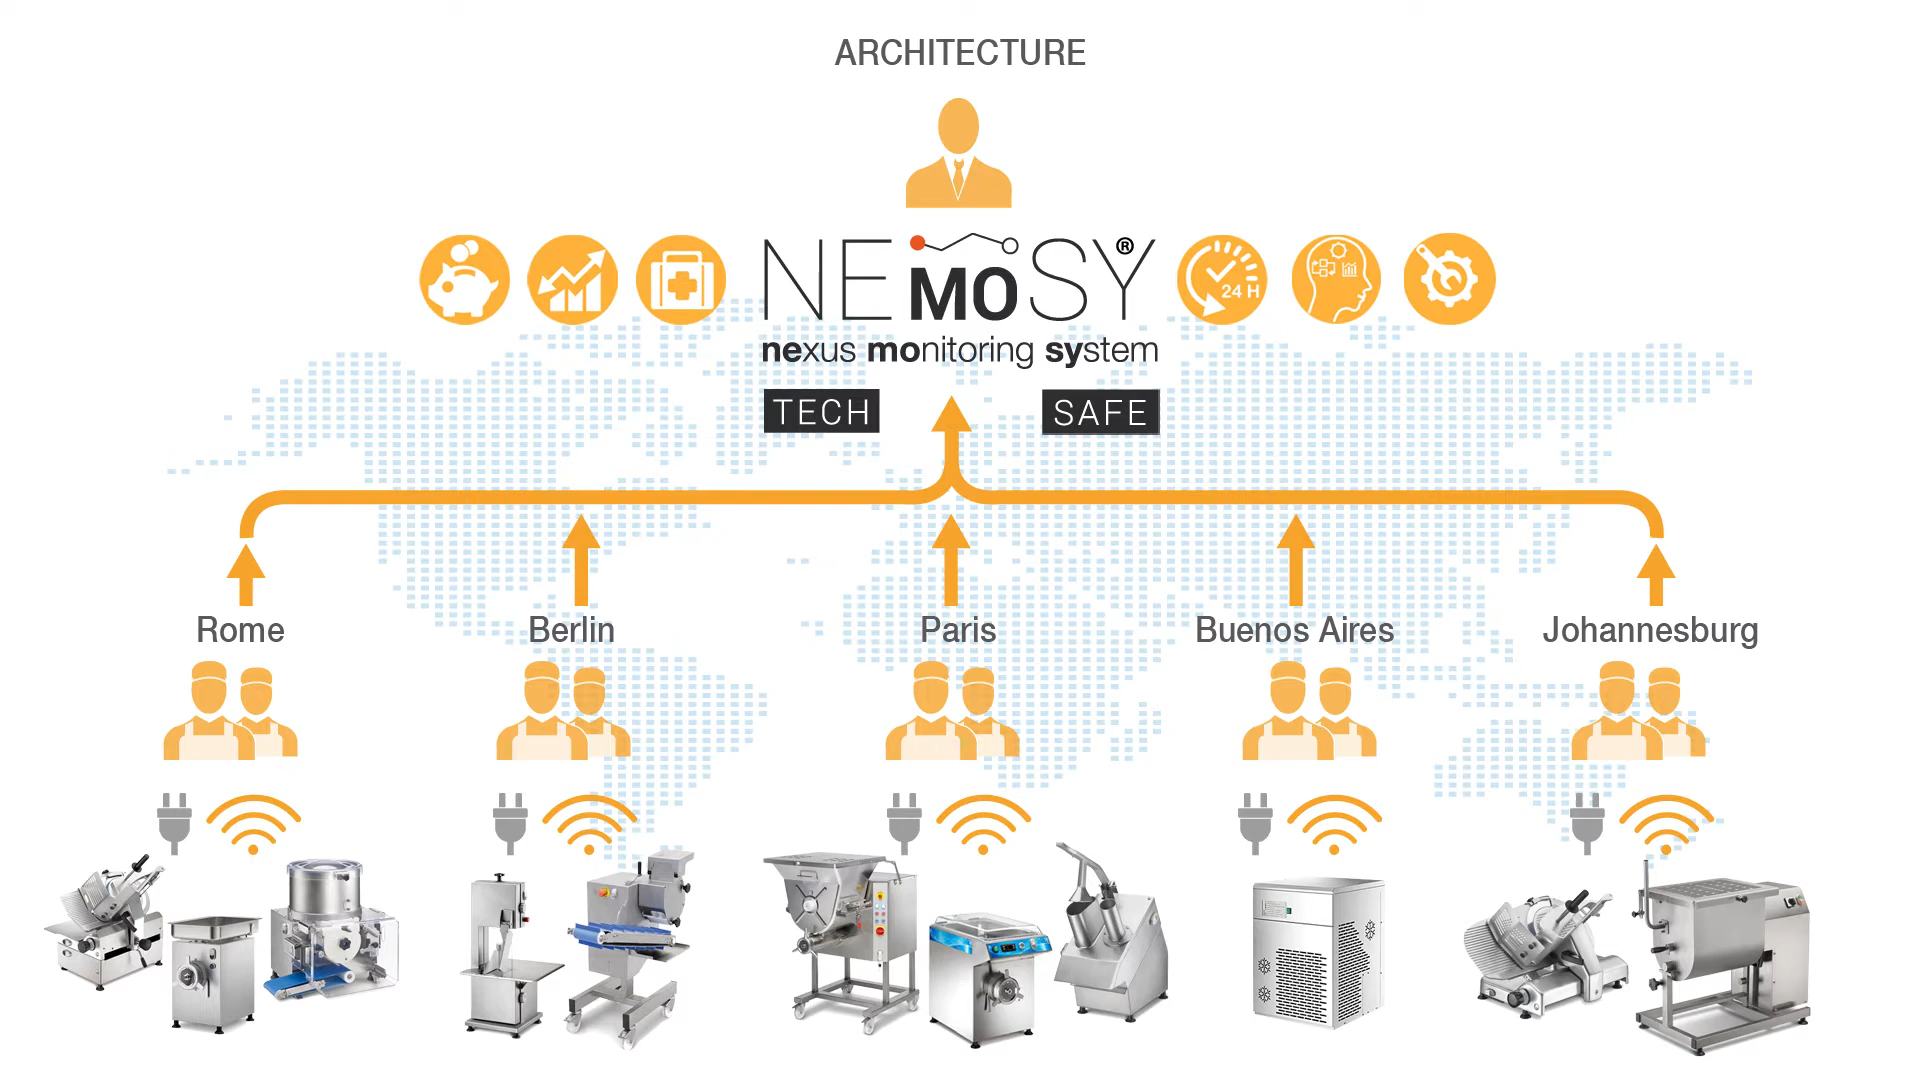 ARCHITECTURE
NEMOSY®
24 H
nexus monitoring system
TECH
SAFE
Rome
Berlin
Paris
Buenos Aires
Johannesburg